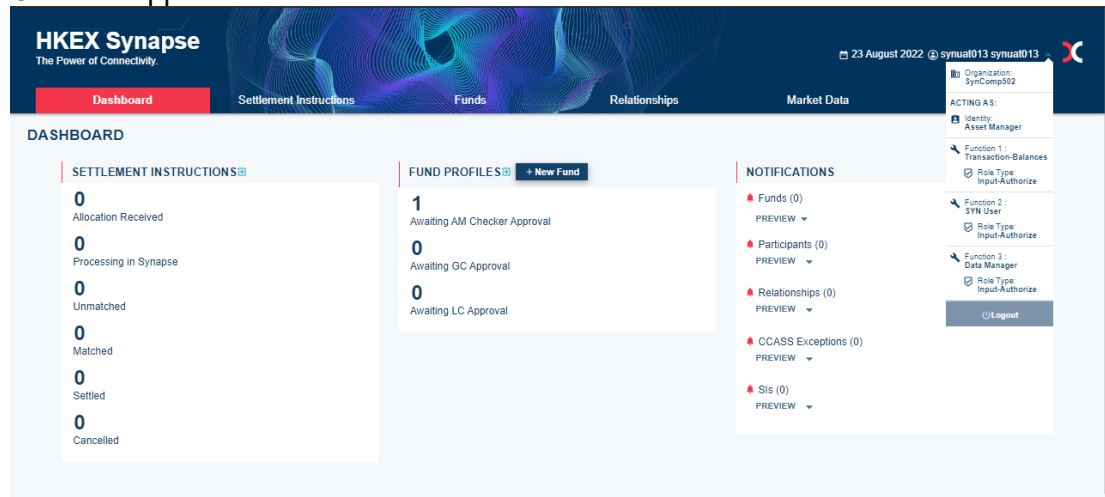 HKEX Synapse
The Power of Connectivity.
23 August 2022 synuat013 synuat013
Dashboard
Settlement Instructions
Funds
Relationships
Market Data
Organization:
SynComp502
ACTING AS:
Identity:
Asset Manager
Function 1 :
Transaction-Balances
Role Type:
Input-Authorize
Function 2 :
SYN User
Role Type:
Input-Authorize
Function 3 :
Data Manager
Role Type:
Input-Authorize
Logout
DASHBOARD
SETTLEMENT INSTRUCTIONS
0
Allocation Received
0
Processing in Synapse
0
Unmatched
0
Matched
0
Settled
0
Cancelled
FUND PROFILES
+ New Fund
1
Awaiting AM Checker Approval
0
Awaiting GC Approval
0
Awaiting LC Approval
NOTIFICATIONS
Funds (0)
PREVIEW
Participants (0)
PREVIEW
Relationships (0)
PREVIEW
CCASS Exceptions (0)
PREVIEW
SIs (0)
PREVIEW